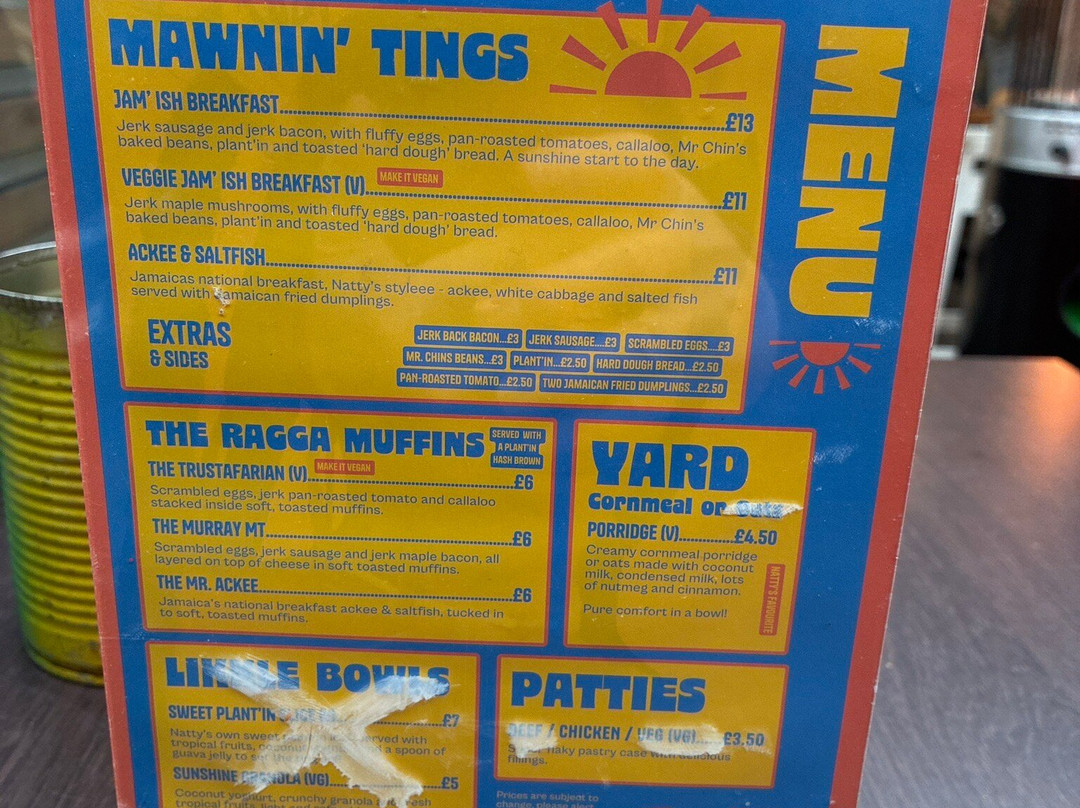 MENU
MAWNIN' TINGS
JAM' ISH BREAKFAST...£13
Jerk sausage and jerk bacon, with fluffy eggs, pan-roasted tomatoes, callaloo, Mr Chin's
baked beans, plant'in and toasted 'hard dough' bread. A sunshine start to the day.
VEGGIE JAM' ISH BREAKFAST (V)...£11
MAKE IT VEGAN
Jerk maple mushrooms, with fluffy eggs, pan-roasted tomatoes, callaloo, Mr Chin's
baked beans, plant'in and toasted 'hard dough' bread.
ACKEE & SALTFISH...£11
Jamaicas national breakfast, Natty's styleee - ackee, white cabbage and salted fish
served with Jamaican fried dumplings.
EXTRAS
& SIDES
JERK BACK BACON...£3 JERK SAUSAGE....£3 SCRAMBLED EGGS....£3
MR. CHINS BEANS...£3 PLANT'IN...£2.50 HARD DOUGH BREAD...£2.50
PAN-ROASTED TOMATO...£2.50 TWO JAMAICAN FRIED DUMPLINGS...£2.50
THE RAGGA MUFFINS
SERVED WITH
A PLANT'IN
HASH BROWN
THE TRUSTAFARIAN (V)...£6
MAKE IT VEGAN
Scrambled eggs, jerk pan-roasted tomato and callaloo
stacked inside soft, toasted muffins.
THE MURRAY MT...£6
Scrambled eggs, jerk sausage and jerk maple bacon, all
layered on top of cheese in soft toasted muffins.
THE MR. ACKEE...£6
Jamaica's national breakfast ackee & saltfish, tucked in
to soft, toasted muffins.
YARD
Cornmeal or Oats
PORRIDGE (V)...£4.50
Creamy cornmeal porridge
or oats made with coconut
milk, condensed milk, lots
of nutmeg and cinnamon.
Pure comfort in a bowl!
NATTY'S FAVOURITE
BOWLS
SWEET PLANT'IN...£7
Natty's own sweet served with
tropical fruits, coconut a spoon of
guava jelly to
SUNSHINE GRANOLA (VG)...£5
Coconut yoghurt, crunchy granola fresh
tropical fruits,
PATTIES
BEEF / CHICKEN / VEG (VG)...£3.50
flaky pastry case with delicious
fillings.
Prices are subject to
change, please